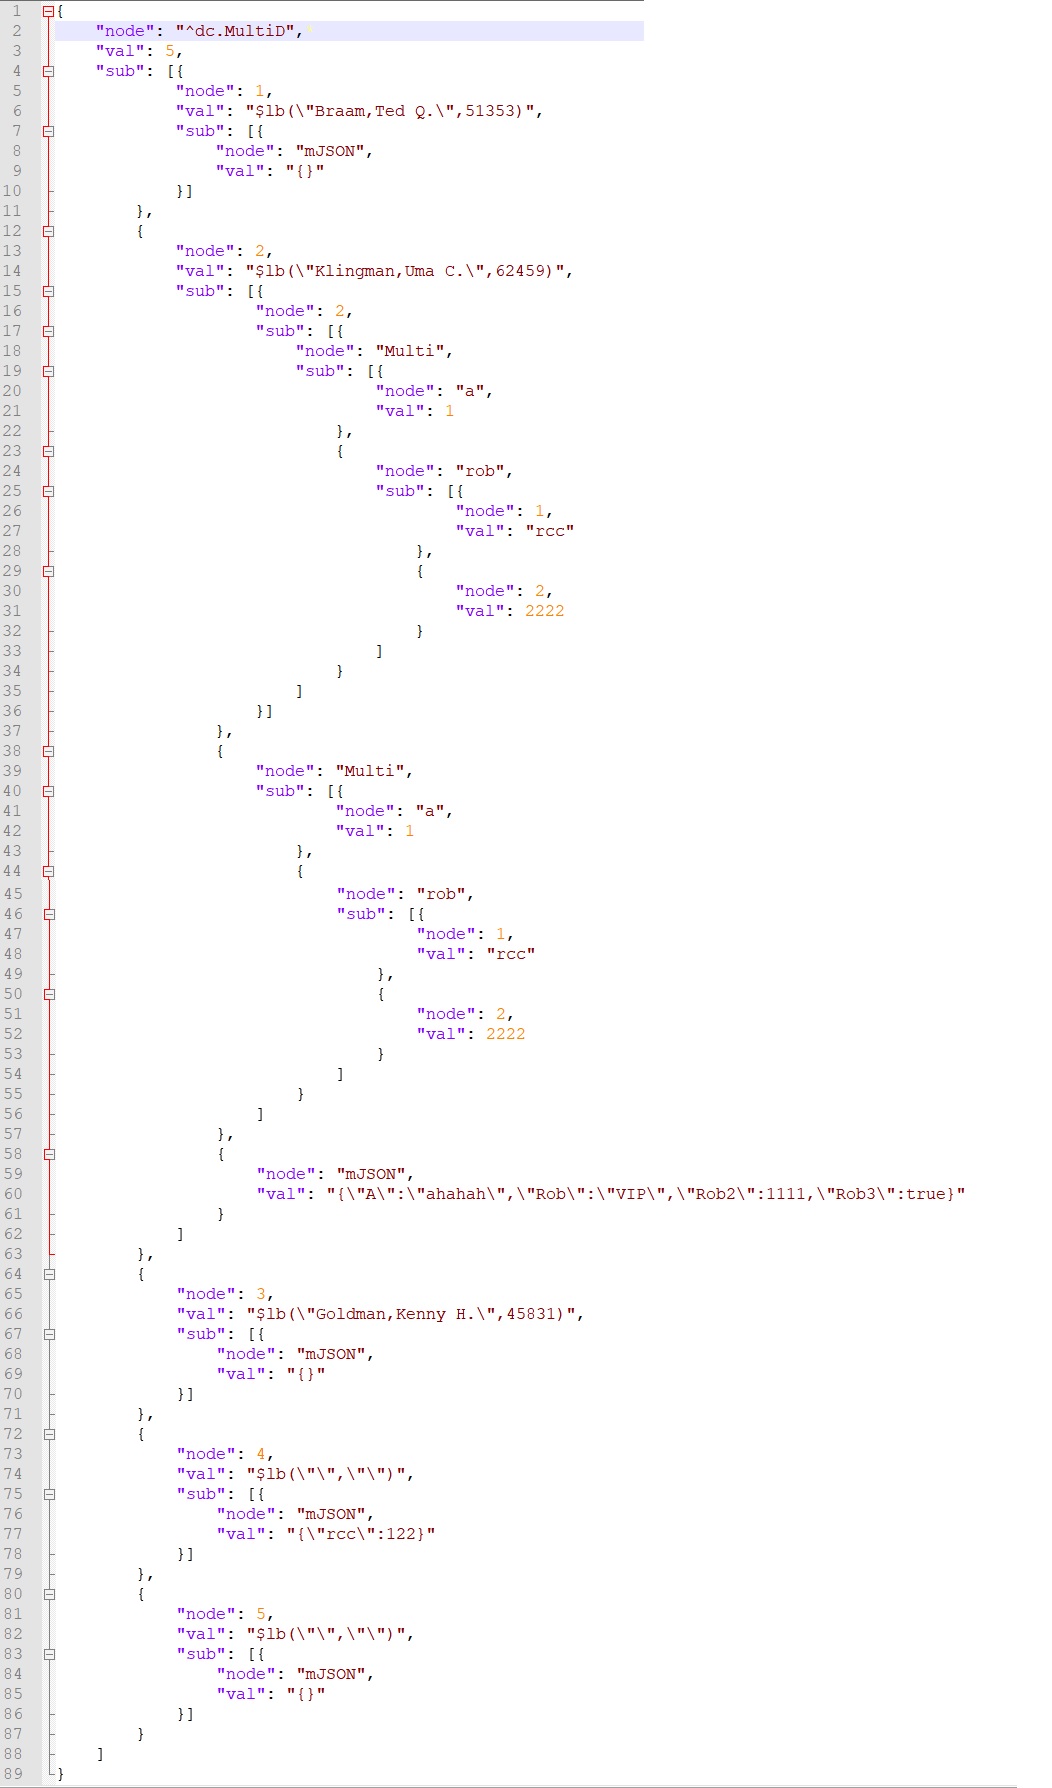 1 {
2 "node": "^dc.MultiD",
3 "val": 5,
4 "sub": [{
5 "node": 1,
6 "val": "$lb(\"Braam,Ted Q.\",51353)",
7 "sub": [{
8 "node": "mJSON",
9 "val": "{}"
10 }]
11 },
12 {
13 "node": 2,
14 "val": "$lb(\"Klingman,Uma C.\",62459)",
15 "sub": [{
16 "node": 2,
17 "sub": [{
18 "node": "Multi",
19 "sub": [{
20 "node": "a",
21 "val": 1
22 },
23 {
24 "node": "rob",
25 "sub": [{
26 "node": 1,
27 "val": "rcc"
28 },
29 {
30 "node": 2,
31 "val": 2222
32 }
33 ]
34 }
35 ]
36 }]
37 },
38 {
39 "node": "Multi",
40 "sub": [{
41 "node": "a",
42 "val": 1
43 },
44 {
45 "node": "rob",
46 "sub": [{
47 "node": 1,
48 "val": "rcc"
49 },
50 {
51 "node": 2,
52 "val": 2222
53 }
54 ]
55 }
56 ]
57 },
58 {
59 "node": "mJSON",
60 "val": "{\"A\":\"ahahah\",\"Rob\":\"VIP\",\"Rob2\":1111,\"Rob3\":true}"
61 }
62 ]
63 },
64 {
65 "node": 3,
66 "val": "$lb(\"Goldman,Kenny H.\",45831)",
67 "sub": [{
68 "node": "mJSON",
69 "val": "{}"
70 }]
71 },
72 {
73 "node": 4,
74 "val": "$lb(\"\",\"\")",
75 "sub": [{
76 "node": "mJSON",
77 "val": "{\"rcc\":122}"
78 }]
79 },
80 {
81 "node": 5,
82 "val": "$lb(\"\",\"\")",
83 "sub": [{
84 "node": "mJSON",
85 "val": "{}"
86 }]
87 }
88 ]
89 }